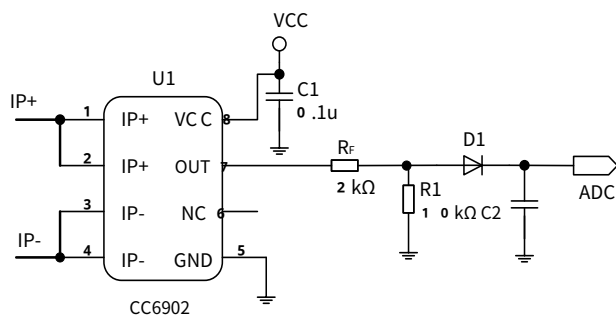 VCC
U1
C1
0 .1u
IP+
1
IP+
VC C
8
2
IP+
OUT
7
RF
2 kΩ
D1
ADC
3
IP-
NC
6
R1
1 0 kΩ C2
IP-
4
IP-
GND
5
CC6902